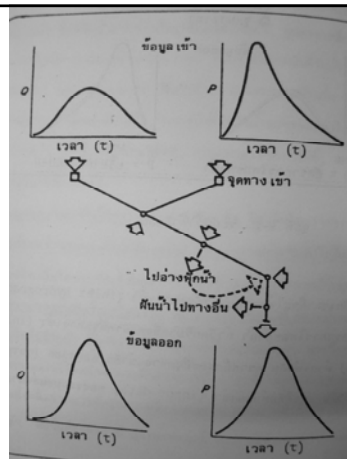 ข้อมูลเข้า
Q
P
เวลา (τ)
เวลา (τ)
จุดทางเข้า
ไปอ่างพักน้ำ
ผันน้ำไปทางอื่น
ข้อมูลออก
Q
P
เวลา (τ)
เวลา (τ)